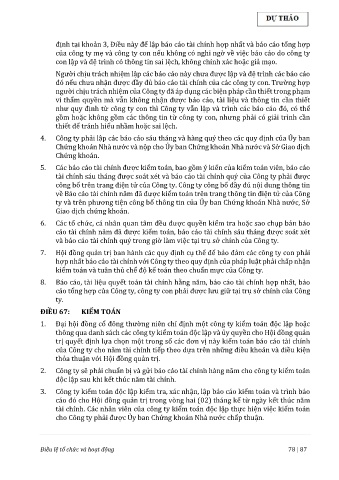 DỰ THẢO
định tại khoản 3, Điều này để lập báo cáo tài chính hợp nhất và báo cáo tổng hợp
của công ty mẹ và công ty con nếu không có nghi ngờ về việc báo cáo do công ty
con lập và đệ trình có thông tin sai lệch, không chính xác hoặc giả mạo.
Người chịu trách nhiệm lập các báo cáo này chưa được lập và đệ trình các báo cáo
đó nếu chưa nhận được đầy đủ báo cáo tài chính của các công ty con. Trường hợp
người chịu trách nhiệm của Công ty đã áp dụng các biện pháp cần thiết trong phạm
vi thẩm quyền mà vẫn không nhận được báo cáo, tài liệu và thông tin cần thiết
như quy định từ công ty con thì Công ty vẫn lập và trình các báo cáo đó, có thể
gồm hoặc không gồm các thông tin từ công ty con, nhưng phải có giải trình cần
thiết để tránh hiểu nhầm hoặc sai lệch.
4. Công ty phải lập các báo cáo sáu tháng và hàng quý theo các quy định của Ủy ban
Chứng khoán Nhà nước và nộp cho Ủy ban Chứng khoán Nhà nước và Sở Giao dịch
Chứng khoán.
5. Các báo cáo tài chính được kiểm toán, bao gồm ý kiến của kiểm toán viên, báo cáo
tài chính sáu tháng được soát xét và báo cáo tài chính quý của Công ty phải được
công bố trên trang điện tử của Công ty. Công ty công bố đầy đủ nội dung thông tin
về Báo cáo tài chính năm đã được kiểm toán trên trang thông tin điện tử của Công
ty và trên phương tiện công bố thông tin của Ủy ban Chứng khoán Nhà nước, Sở
Giao dịch chứng khoán.
6. Các tổ chức, cá nhân quan tâm đều được quyền kiểm tra hoặc sao chụp bản báo
cáo tài chính năm đã được kiểm toán, báo cáo tài chính sáu tháng được soát xét
và báo cáo tài chính quý trong giờ làm việc tại trụ sở chính của Công ty.
7. Hội đồng quản trị ban hành các quy định cụ thể để bảo đảm các công ty con phải
hợp nhất báo cáo tài chính với Công ty theo quy định của pháp luật phải chấp nhận
kiểm toán và tuân thủ chế độ kế toán theo chuẩn mực của Công ty.
8. Báo cáo, tài liệu quyết toán tài chính hằng năm, báo cáo tài chính hợp nhất, báo
cáo tổng hợp của Công ty, công ty con phải được lưu giữ tại trụ sở chính của Công
ty.
ĐIỀU 67: KIỂM TOÁN
1. Đại hội đồng cổ đông thường niên chỉ định một công ty kiểm toán độc lập hoặc
thông qua danh sách các công ty kiểm toán độc lập và ủy quyền cho Hội đồng quản
trị quyết định lựa chọn một trong số các đơn vị này kiểm toán báo cáo tài chính
của Công ty cho năm tài chính tiếp theo dựa trên những điều khoản và điều kiện
thỏa thuận với Hội đồng quản trị.
2. Công ty sẽ phải chuẩn bị và gửi báo cáo tài chính hàng năm cho công ty kiểm toán
độc lập sau khi kết thúc năm tài chính.
3. Công ty kiểm toán độc lập kiểm tra, xác nhận, lập báo cáo kiểm toán và trình báo
cáo đó cho Hội đồng quản trị trong vòng hai (02) tháng kể từ ngày kết thúc năm
tài chính. Các nhân viên của công ty kiểm toán độc lập thực hiện việc kiểm toán
cho Công ty phải được Ủy ban Chứng khoán Nhà nước chấp thuận.
Điều lệ tổ chức và hoạt động 78 | 87